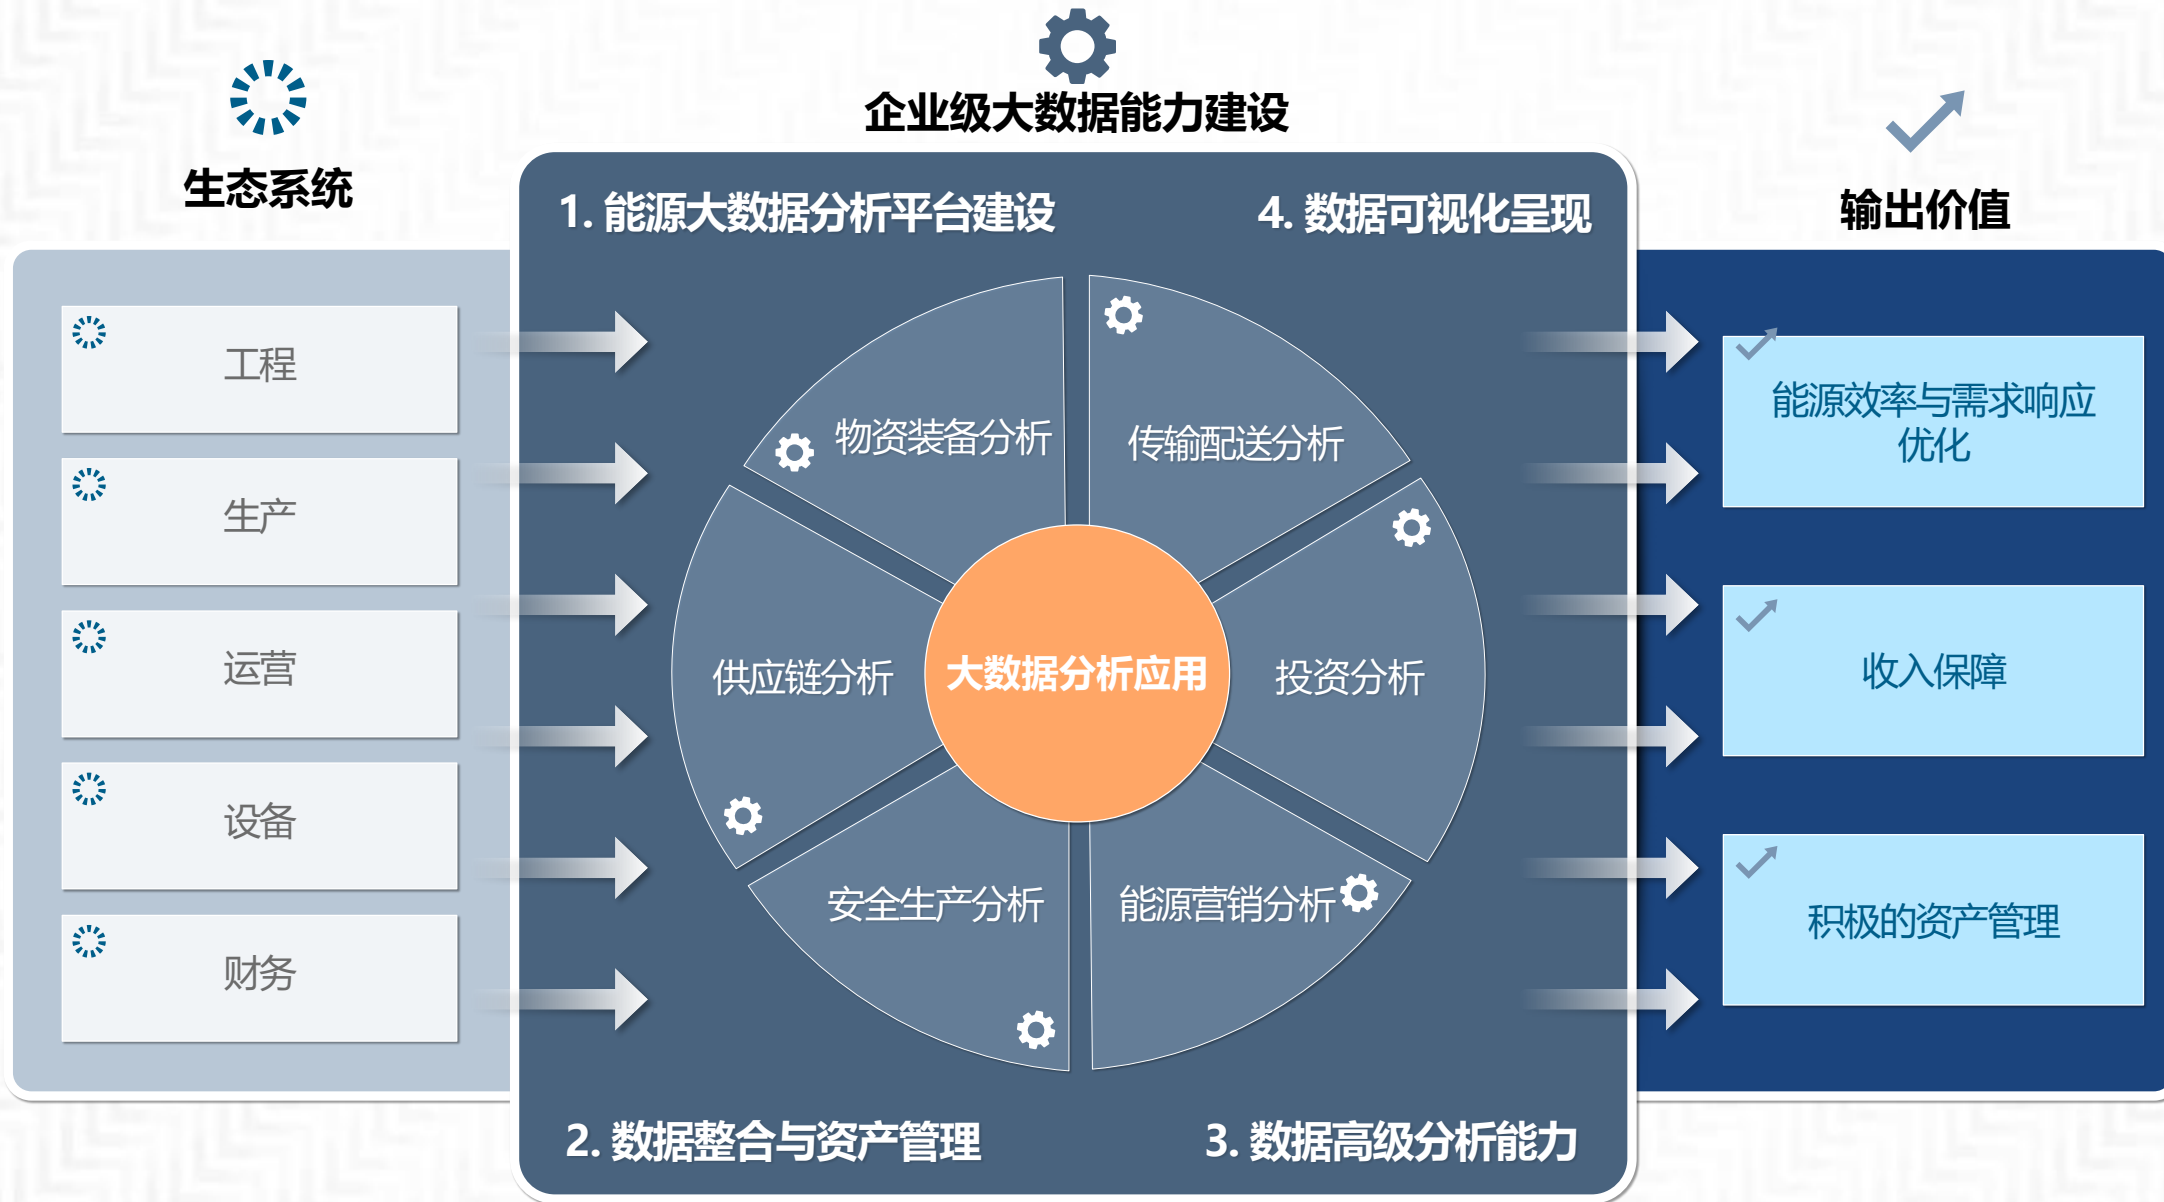 企业级大数据能力建设
生态系统
输出价值
1. 能源大数据分析平台建设
4. 数据可视化呈现
工程
生产
运营
设备
财务
物资装备分析
传输配送分析
供应链分析
大数据分析应用
投资分析
安全生产分析
能源营销分析
2. 数据整合与资产管理
3. 数据高级分析能力
能源效率与需求响应
优化
收入保障
积极的资产管理